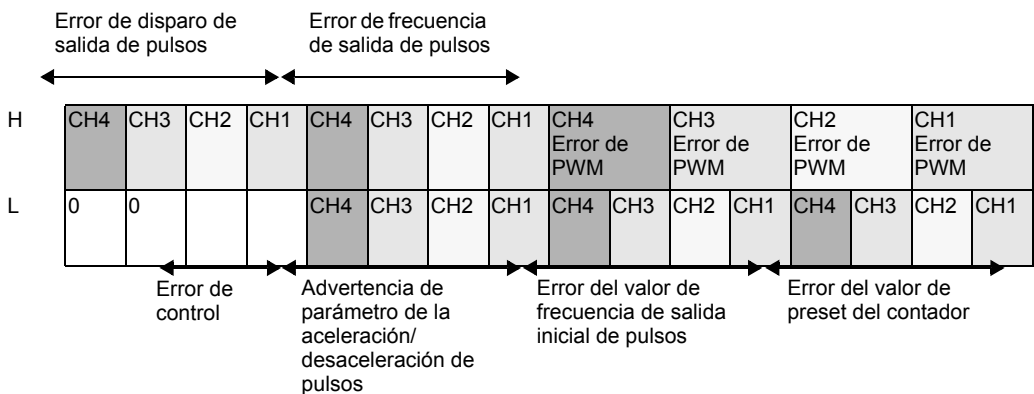 Error de disparo de
salida de pulsos
Error de frecuencia
de salida de pulsos
H
CH4 CH3 CH2 CH1 CH4 CH3 CH2 CH1 CH4 CH3 CH2 CH1
Error de Error de Error de Error de
PWM PWM PWM PWM
L
0 0 CH4 CH3 CH2 CH1 CH4 CH3 CH2 CH1 CH4 CH3 CH2 CH1
Error de
control
Advertencia de
parámetro de la
aceleración/
desaceleración de
pulsos
Error del valor de
frecuencia de salida
inicial de pulsos
Error del valor de
preset del contador